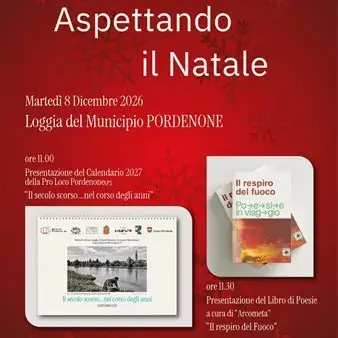 Aspettando
il Natale
Martedì 8 Dicembre 2026
Loggia del Municipio PORDENONE
ore 11.00
Presentazione del Calendario 2027
della Pro Loco Pordenone
"Il secolo scorso...nel corso degli anni"
Il secolo scorso...nel corso degli anni
Il respiro
del fuoco
Po→e→si→e
in viag→gio
ore 11.30
Presentazione del Libro di Poesie
a cura di "Arcometa"
"Il respiro del Fuoco"